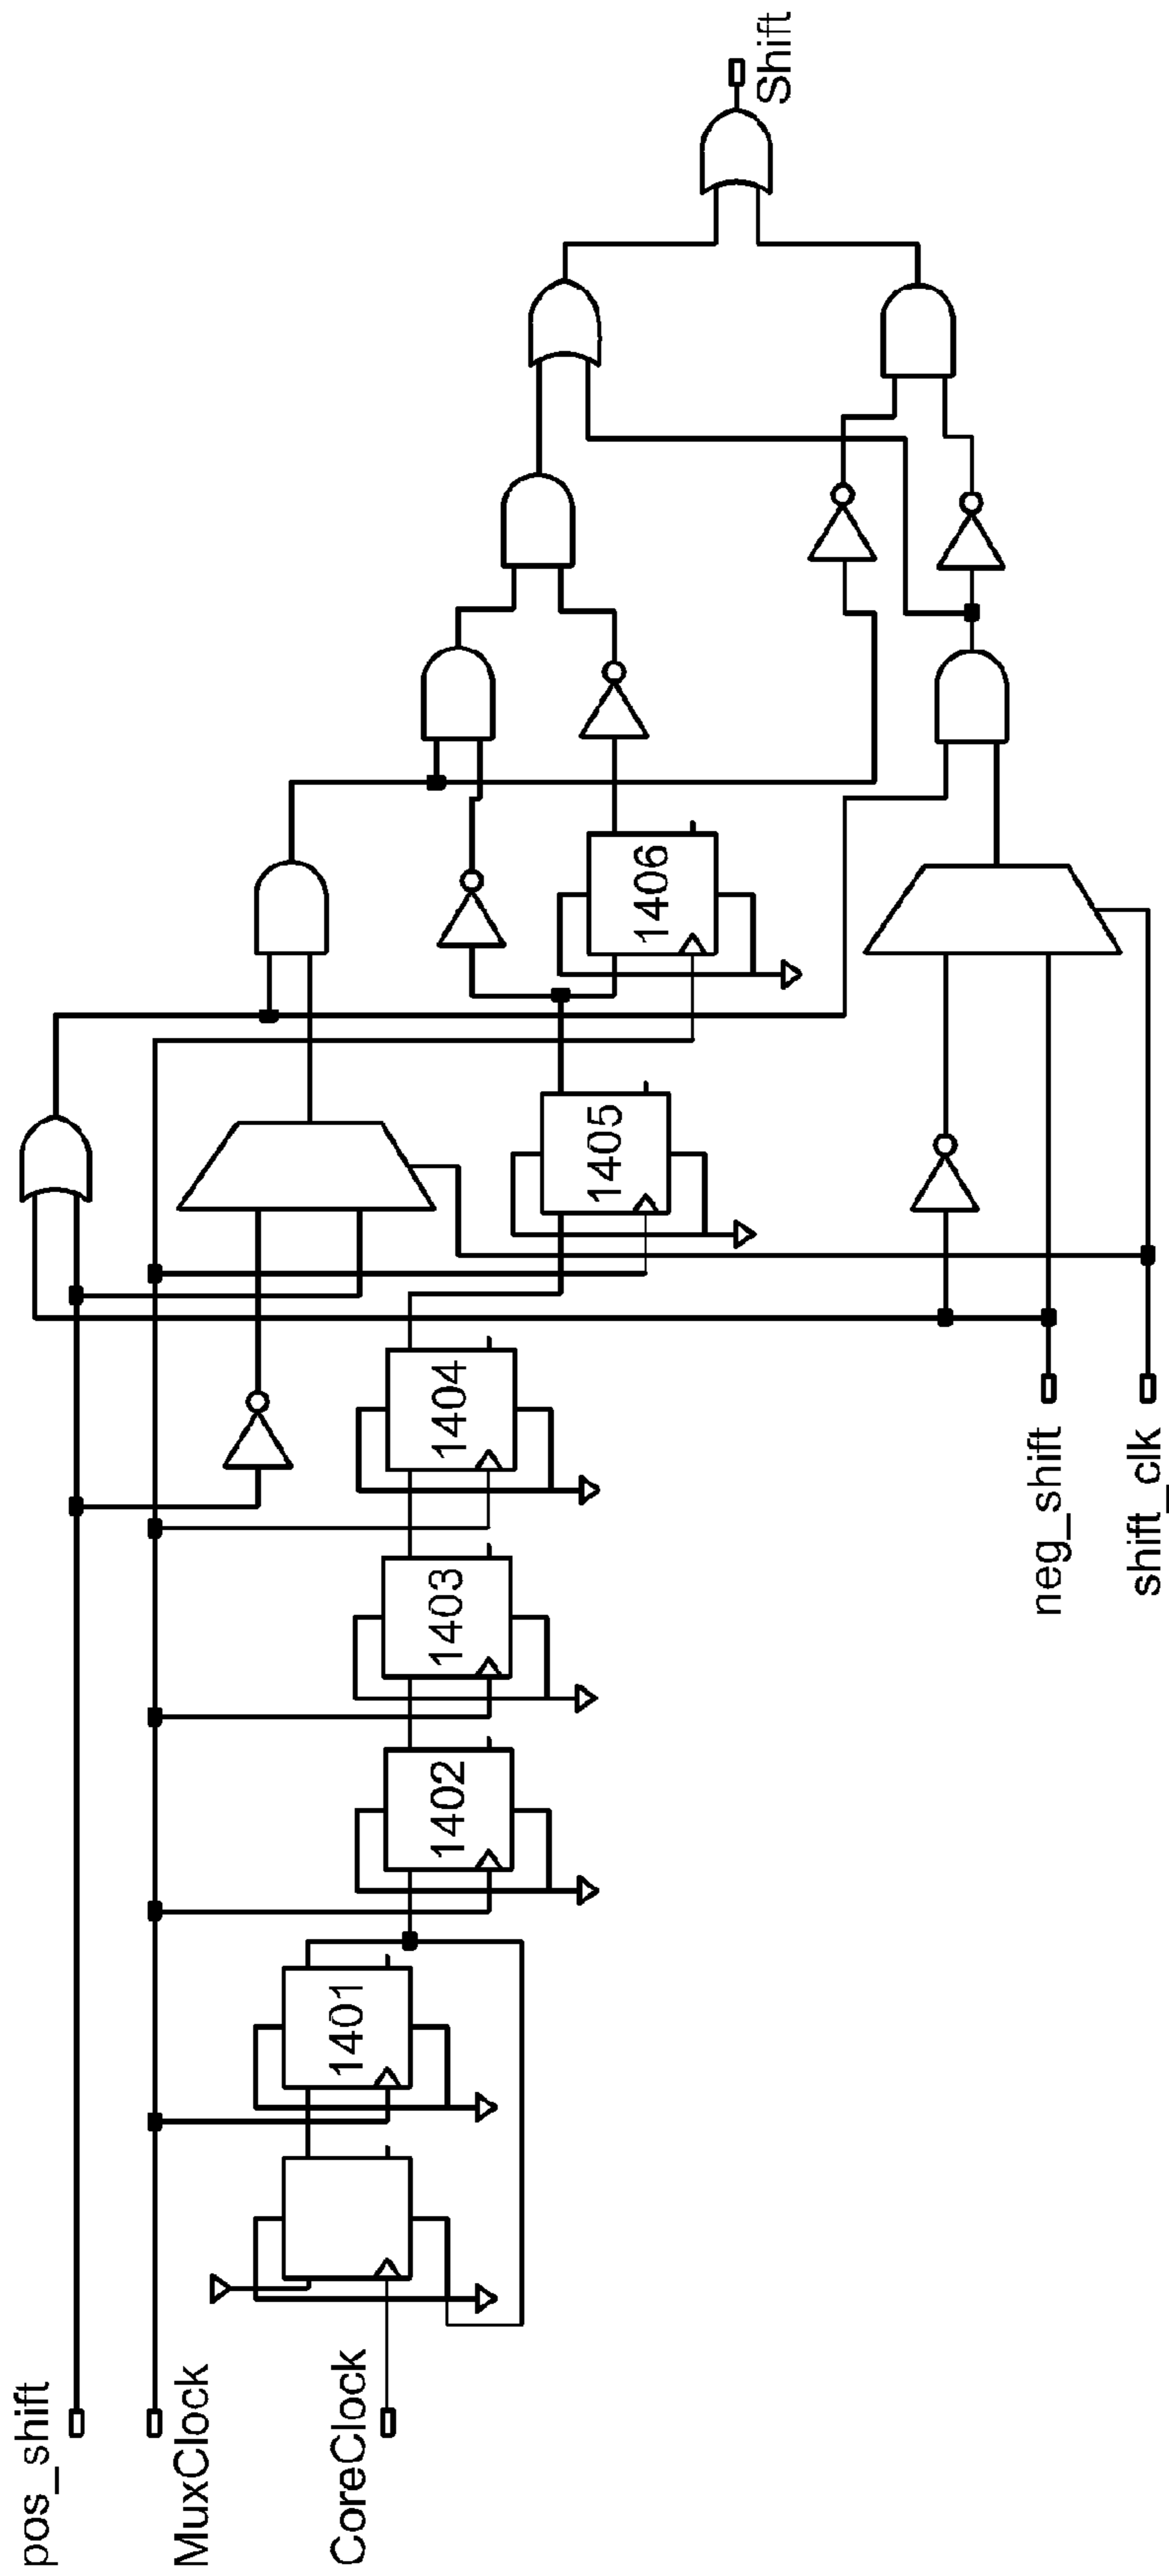 pos_shift
MuxClock
CoreClock
1401
1402
1403
1404
1405
1406
neg_shift
shift_clk
Shift